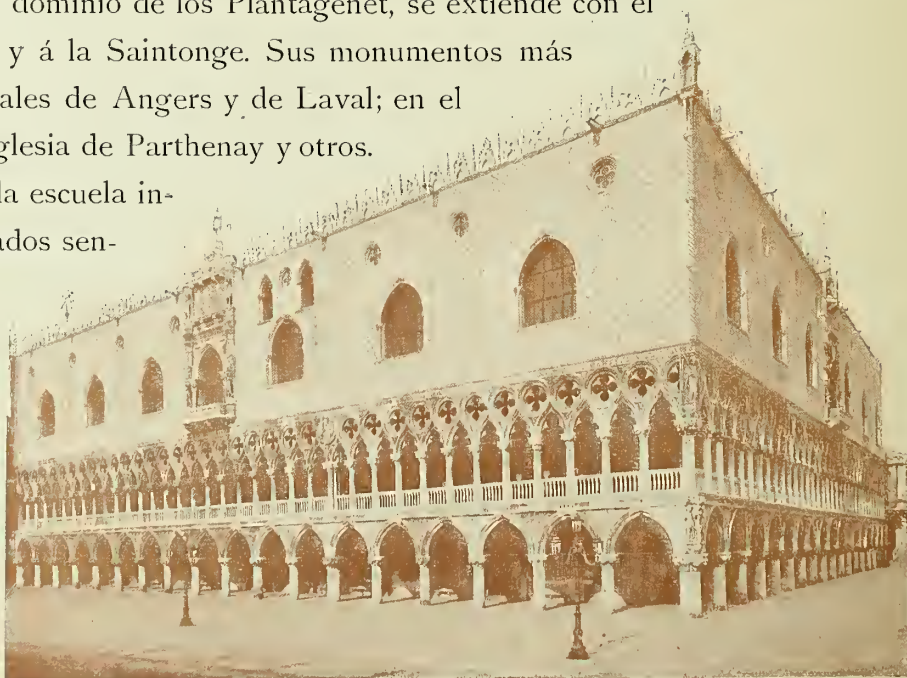 dominio de los Plantagenet, se extiende con el
y á la Saintonge. Sus monumentos más
ales de Angers y de Laval; en el
glesia de Parthenay y otros.
la escuela in-
ados sen-